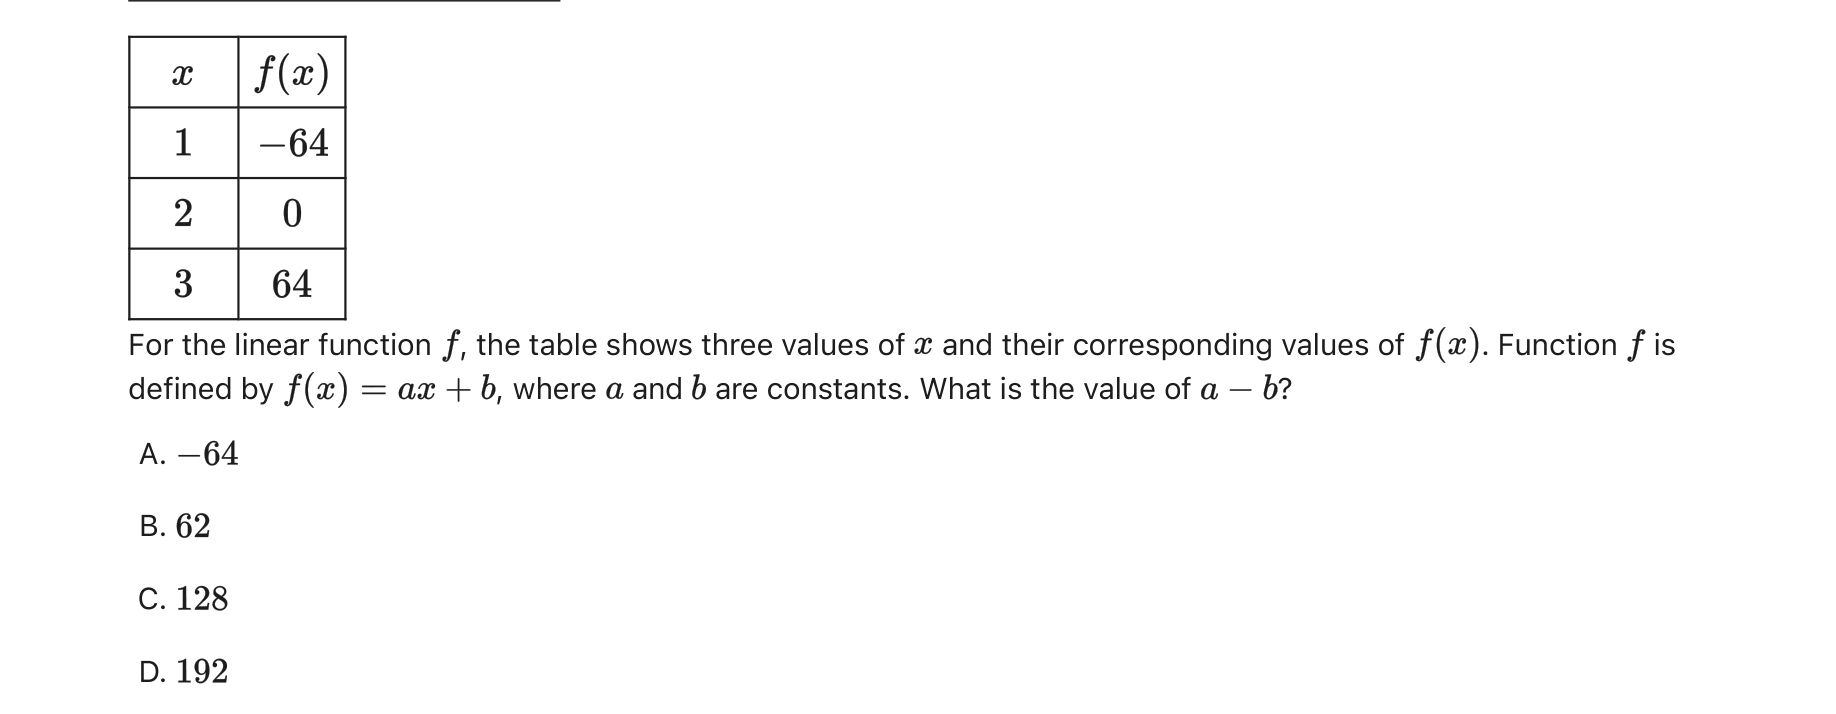 x f(x)
1 −64
2 0
3 64
For the linear function f, the table shows three values of x and their corresponding values of f(x). Function f is
defined by f(x) = ax + b, where a and b are constants. What is the value of a − b?
A. −64
B. 62
C. 128
D. 192